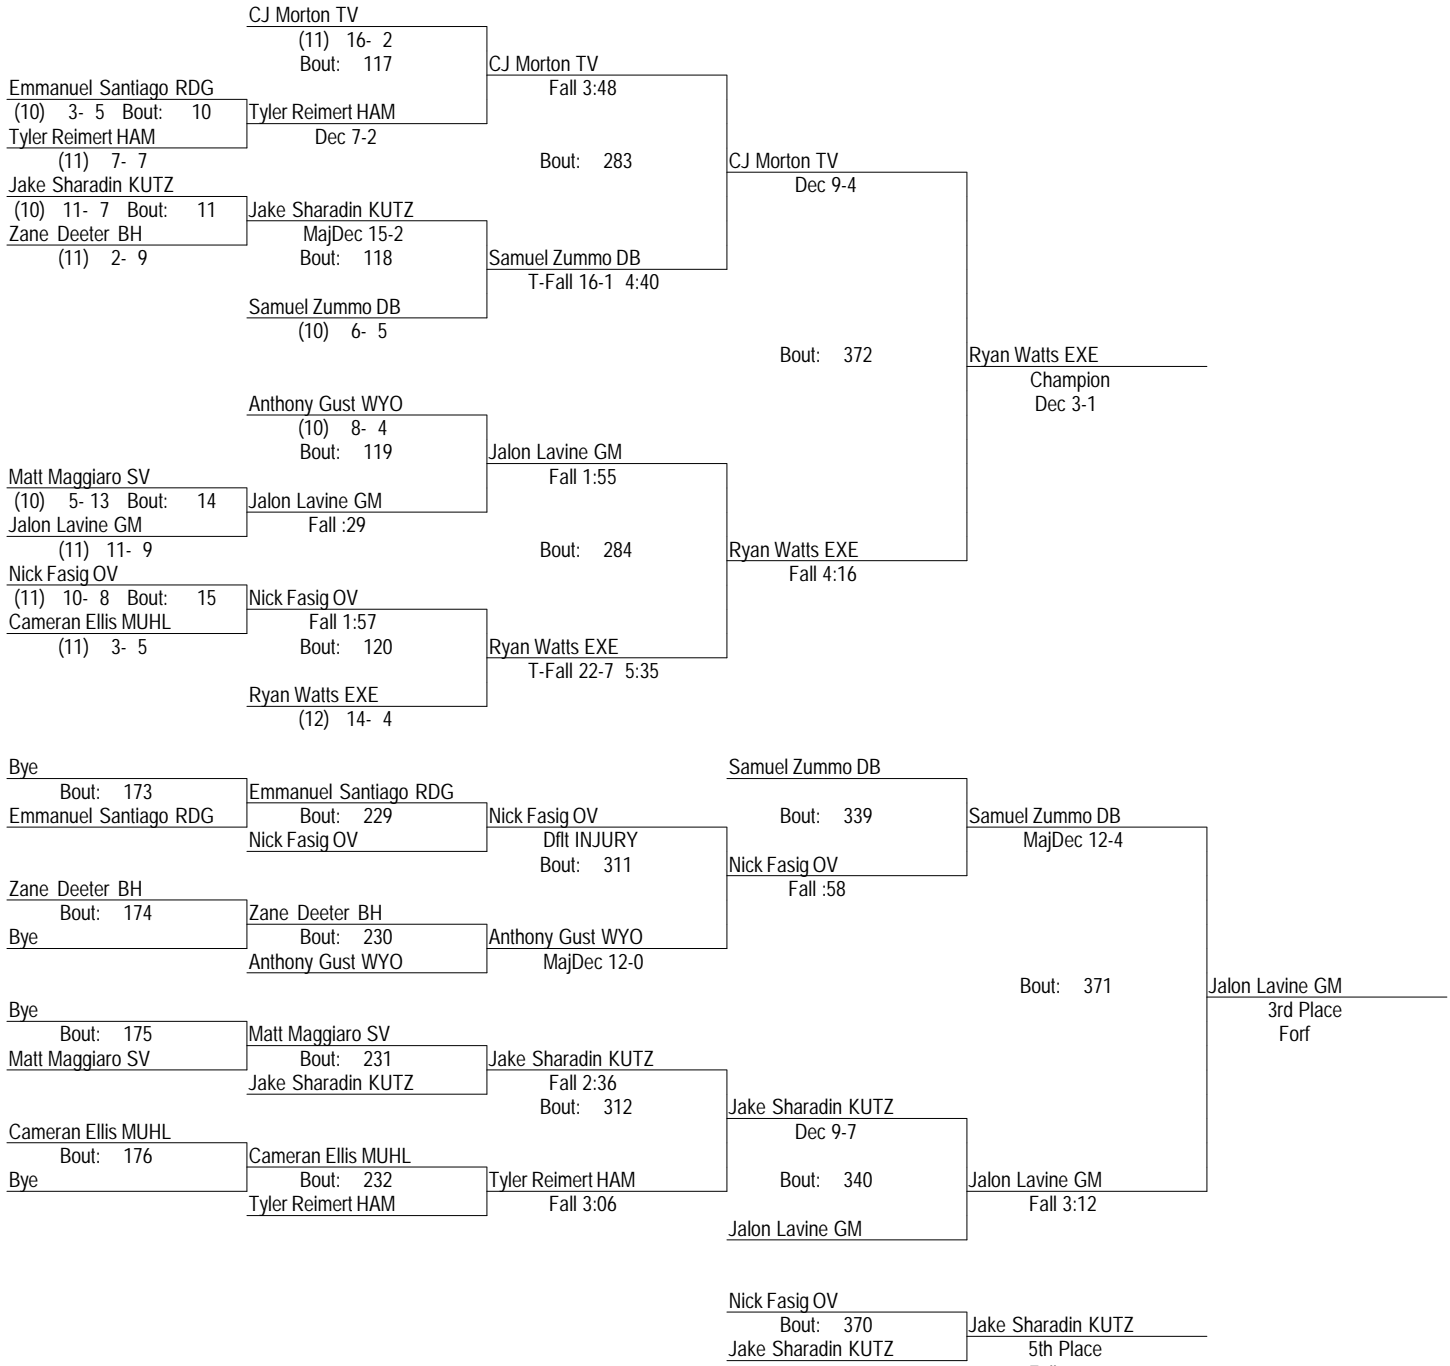 CJ Morton TV
(11) 16- 2
Bout: 117
CJ Morton TV
Fall 3:48
Emmanuel Santiago RDG
(10) 3- 5 Bout: 10
Tyler Reimert HAM
Dec 7-2
Tyler Reimert HAM
(11) 7- 7
Bout: 283
CJ Morton TV
Dec 9-4
Jake Sharadin KUTZ
(10) 11- 7 Bout: 11
Jake Sharadin KUTZ
MajDec 15-2
Zane Deeter BH
(11) 2- 9
Bout: 118
Samuel Zummo DB
T-Fall 16-1 4:40
Samuel Zummo DB
(10) 6- 5
Bout: 372
Ryan Watts EXE
Champion
Dec 3-1
Anthony Gust WYO
(10) 8- 4
Bout: 119
Jalon Lavine GM
Fall 1:55
Matt Maggiaro SV
(10) 5- 13 Bout: 14
Jalon Lavine GM
Fall :29
Jalon Lavine GM
(11) 11- 9
Bout: 284
Ryan Watts EXE
Fall 4:16
Nick Fasig OV
(11) 10- 8 Bout: 15
Nick Fasig OV
Fall 1:57
Cameran Ellis MUHL
(11) 3- 5
Bout: 120
Ryan Watts EXE
T-Fall 22-7 5:35
Ryan Watts EXE
(12) 14- 4
Bye
Bout: 173
Emmanuel Santiago RDG
Emmanuel Santiago RDG
Bout: 229
Nick Fasig OV
Nick Fasig OV
Dflt INJURY
Bout: 311
Samuel Zummo DB
Bout: 339
Samuel Zummo DB
MajDec 12-4
Nick Fasig OV
Fall :58
Zane Deeter BH
Bout: 174
Bye
Zane Deeter BH
Bout: 230
Anthony Gust WYO
Anthony Gust WYO
MajDec 12-0
Bout: 371
Jalon Lavine GM
3rd Place
Forf
Bye
Bout: 175
Matt Maggiaro SV
Matt Maggiaro SV
Bout: 231
Jake Sharadin KUTZ
Jake Sharadin KUTZ
Fall 2:36
Bout: 312
Jake Sharadin KUTZ
Dec 9-7
Cameran Ellis MUHL
Bout: 176
Bye
Cameran Ellis MUHL
Bout: 232
Tyler Reimert HAM
Tyler Reimert HAM
Fall 3:06
Bout: 340
Jalon Lavine GM
Fall 3:12
Jalon Lavine GM
Nick Fasig OV
Bout: 370
Jake Sharadin KUTZ
Jake Sharadin KUTZ
5th Place